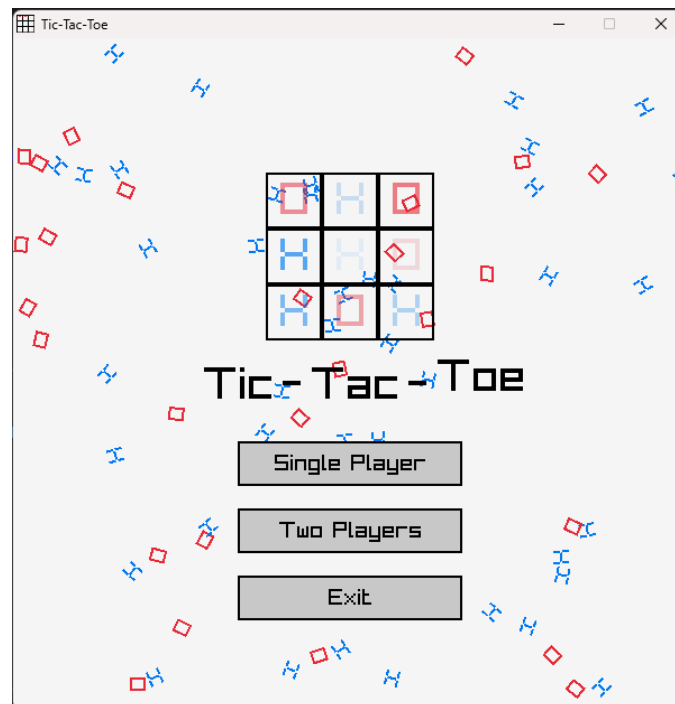 Tic-Tac-Toe
O X O
X X O
X O X
Tic-Tac-Toe
Single Player
Two Players
Exit